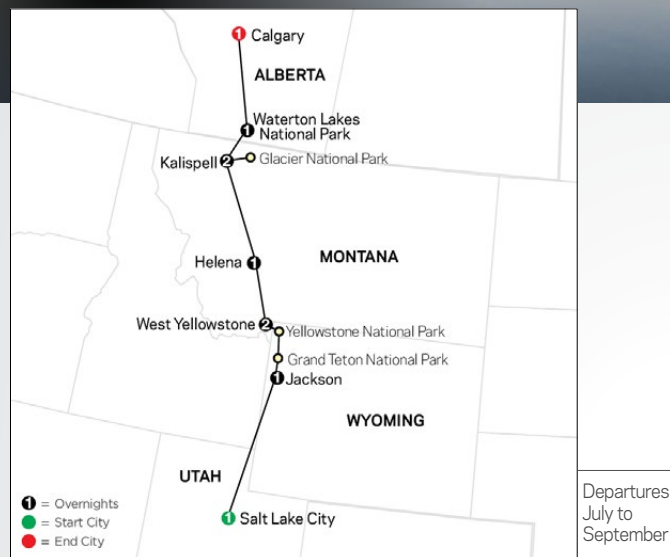 1 Calgary
ALBERTA
Waterton Lakes
1 National Park
Kalispell 2 Glacier National Park
Helena 1
MONTANA
West Yellowstone 2
Yellowstone National Park
Grand Teton National Park
1 Jackson
WYOMING
UTAH
1 = Overnights
= Start City
= End City
1 Salt Lake City
Departures
July to
September